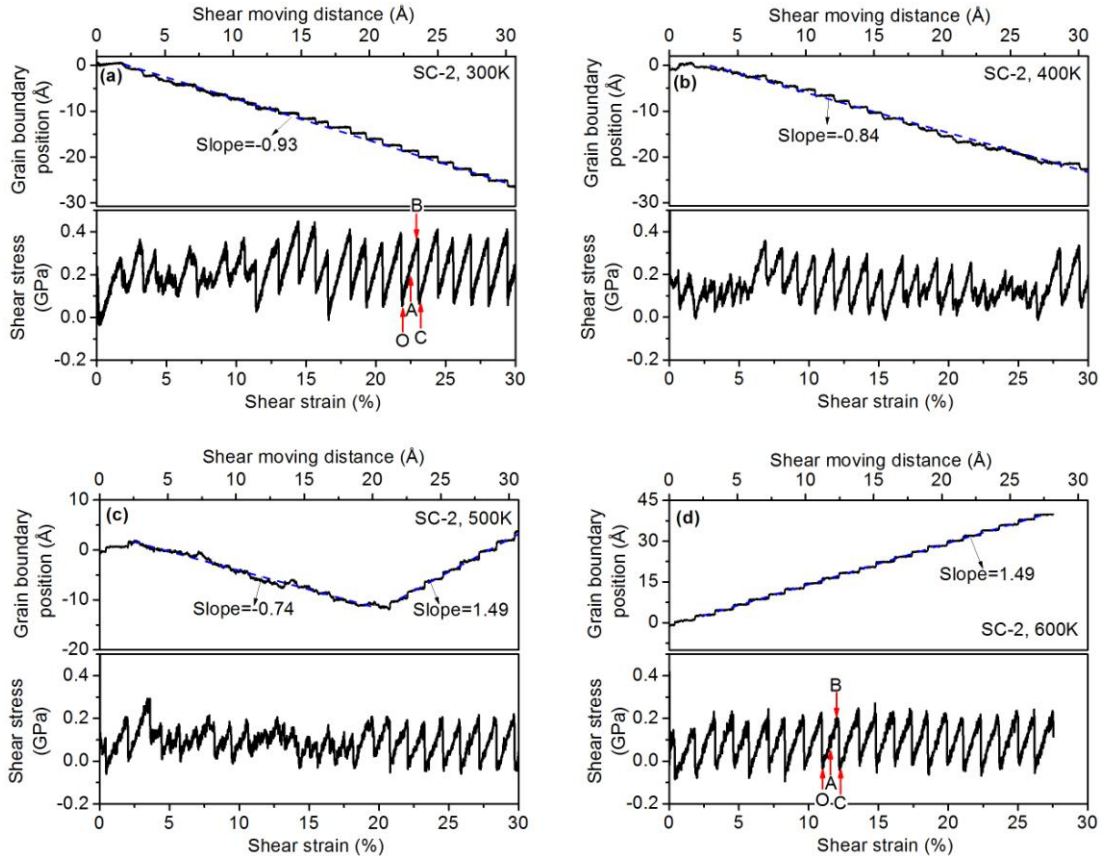 Shear moving distance (Å)
0 5 10 15 20 25 30
Grain boundary
position (Å)
0
-10
-20
-30
(a)
SC-2, 300K
Slope=-0.93
Shear stress
(GPa)
0.4
0.2
0.0
-0.2
B
A
O C
0 5 10 15 20 25 30
Shear strain (%)
Shear moving distance (Å)
0 5 10 15 20 25 30
Grain boundary
position (Å)
0
-10
-20
-30
(b)
SC-2, 400K
Slope=-0.84
Shear stress
(GPa)
0.4
0.2
0.0
-0.2
0 5 10 15 20 25 30
Shear strain (%)
Shear moving distance (Å)
0 5 10 15 20 25 30
Grain boundary
position (Å)
10
0
-10
-20
(c)
SC-2, 500K
Slope=-0.74
Slope=1.49
Shear stress
(GPa)
0.4
0.2
0.0
-0.2
0 5 10 15 20 25 30
Shear strain (%)
Shear moving distance (Å)
0 5 10 15 20 25 30
Grain boundary
position (Å)
45
30
15
0
(d)
Slope=1.49
SC-2, 600K
Shear stress
(GPa)
0.4
0.2
0.0
-0.2
B
A
O C
0 5 10 15 20 25 30
Shear strain (%)